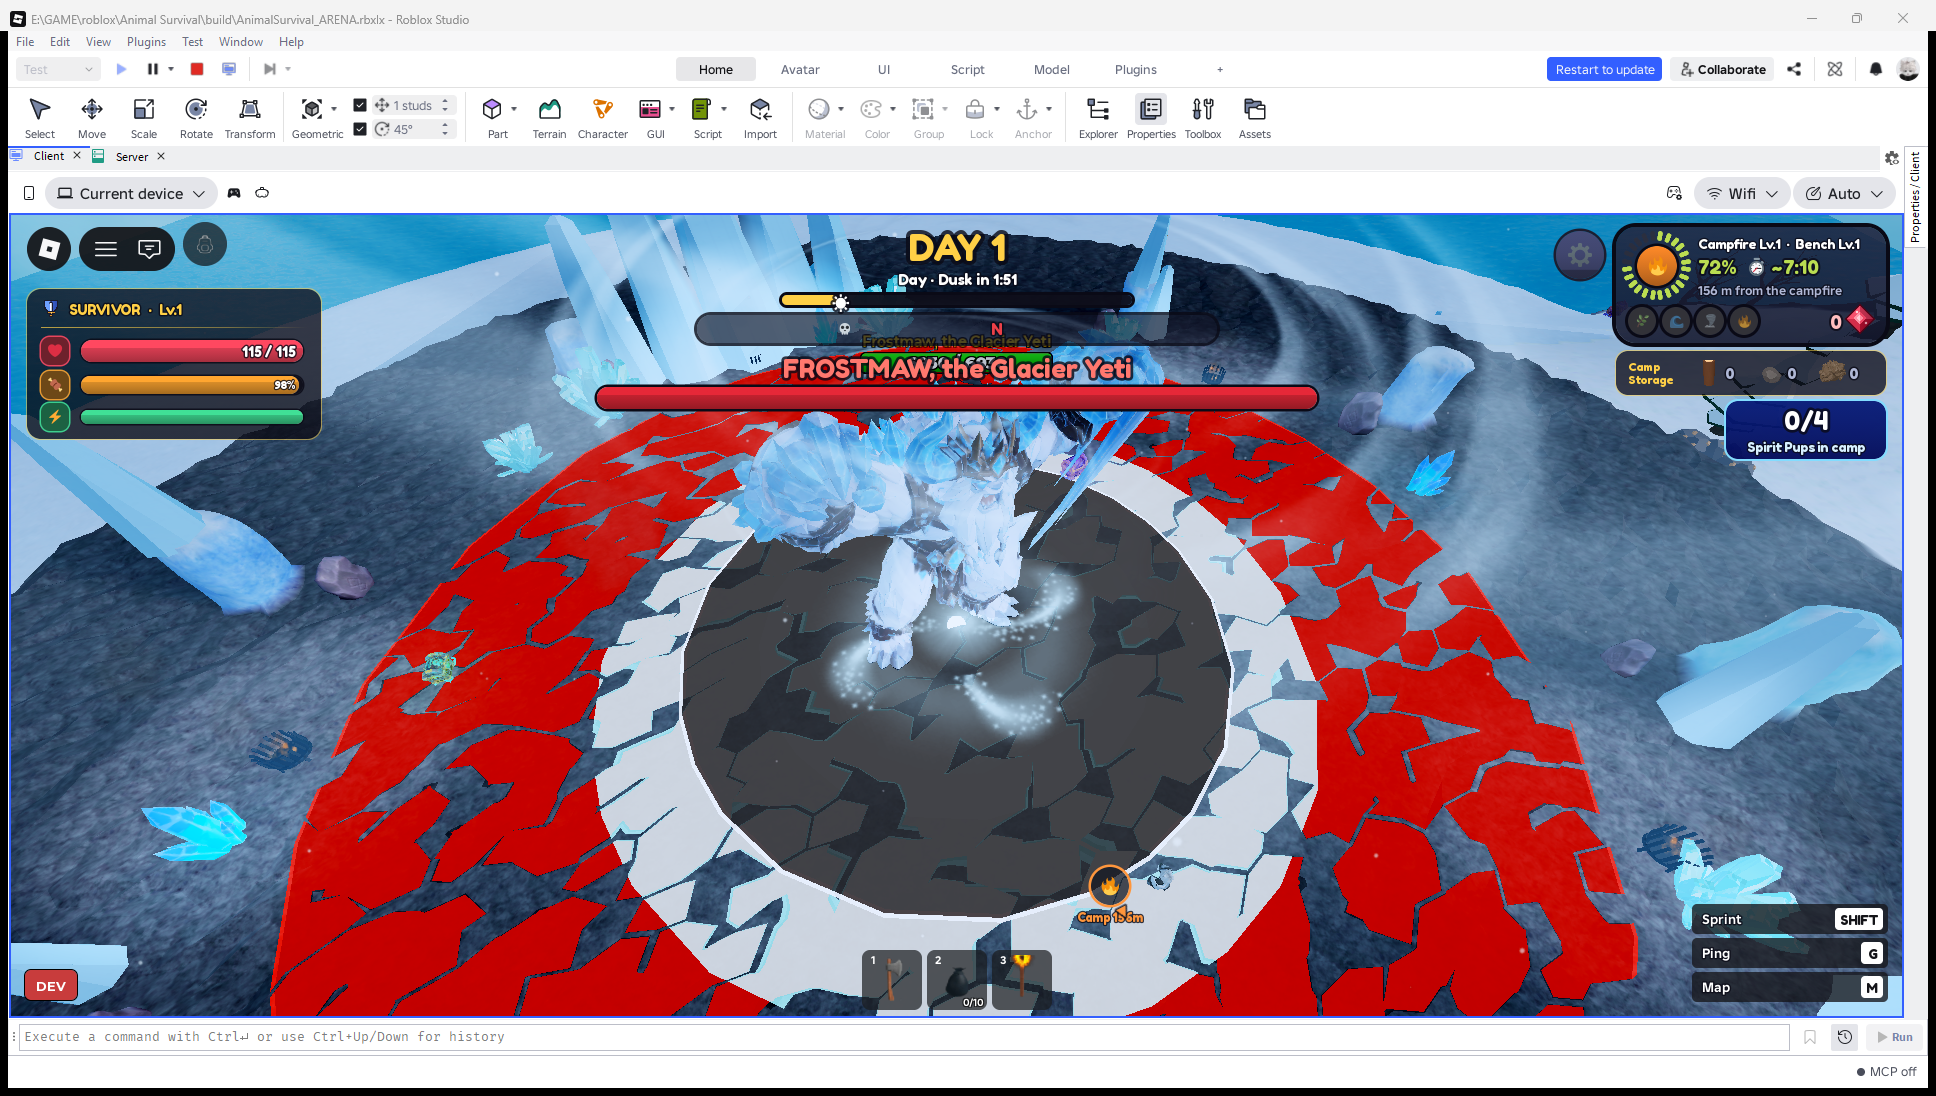 E:\GAME\roblox\Animal Survival\build\AnimalSurvival_ARENA.rbxlx - Roblox Studio
File Edit View Plugins Test Window Help
Test
Home Avatar UI Script Model Plugins +
Restart to update
Collaborate
Select Move Scale Rotate Transform Geometric
1 studs
45°
Part Terrain Character GUI Script Import Material Color Group Lock Anchor Explorer Properties Toolbox Assets
Client
Server
Properties / Client
Current device
Wifi
Auto
DAY 1
Day · Dusk in 1:51
N
Frostmaw, the Glacier Yeti
FROSTMAW, the Glacier Yeti
SURVIVOR · Lv.1
115 / 115
98%
Campfire Lv.1 · Bench Lv.1
72% ~7:10
156 m from the campfire
0
Camp Storage
0 0 0
0/4
Spirit Pups in camp
Sprint SHIFT
Ping G
Map M
DEV
1 2 3
0/10
Execute a command with Ctrl↵ or use Ctrl+Up/Down for history
Run
MCP off